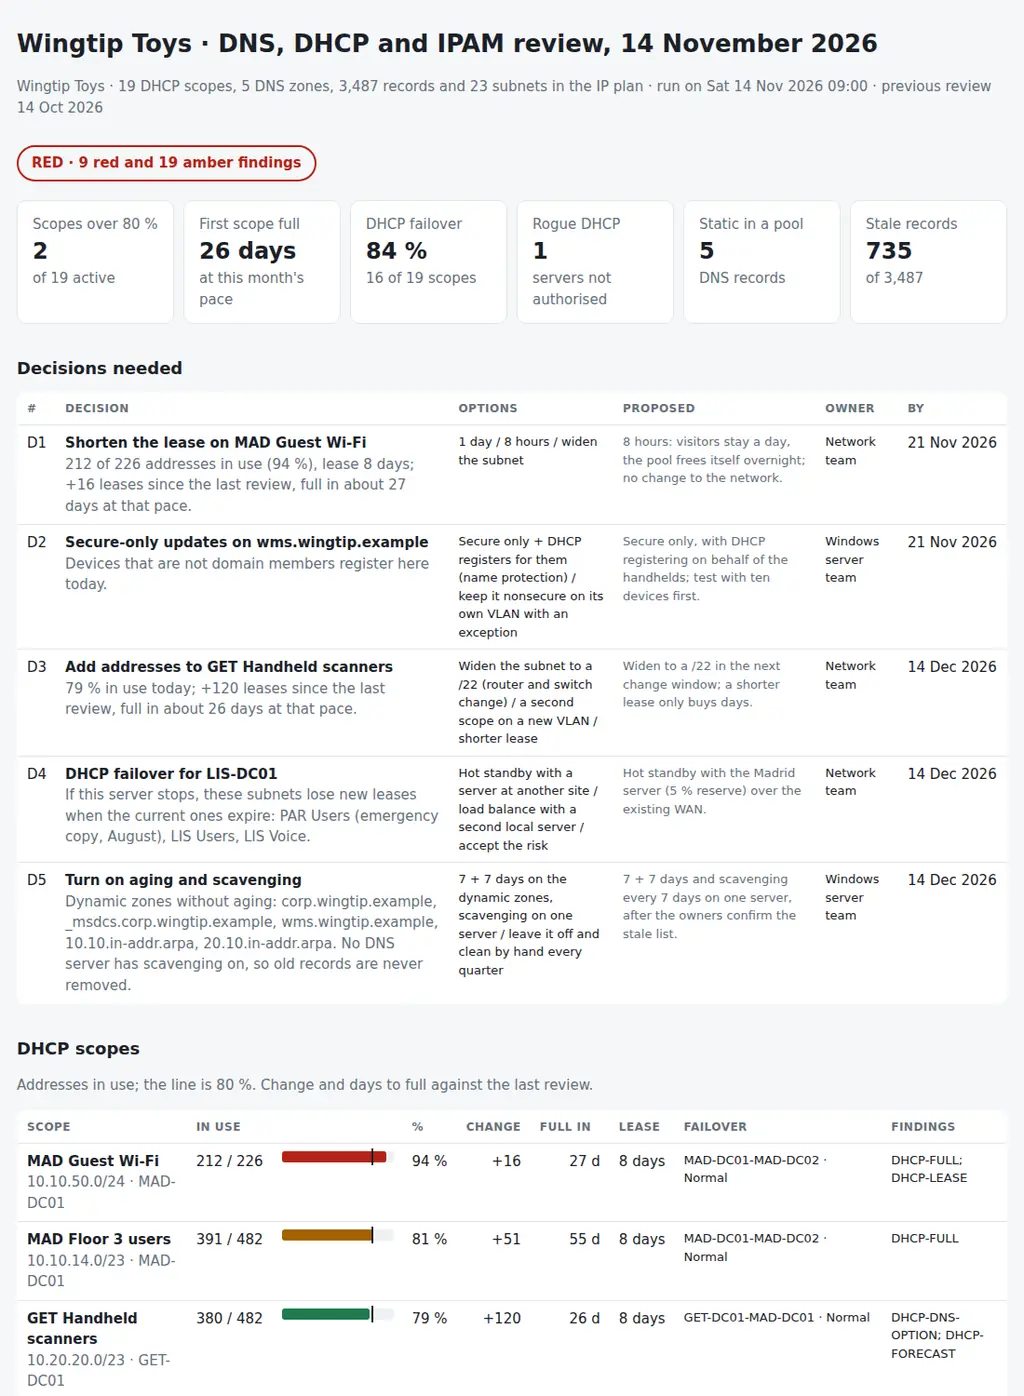 Wingtip Toys · DNS, DHCP and IPAM review, 14 November 2026
Wingtip Toys · 19 DHCP scopes, 5 DNS zones, 3,487 records and 23 subnets in the IP plan · run on Sat 14 Nov 2026 09:00 · previous review
14 Oct 2026
RED · 9 red and 19 amber findings
Scopes over 80 %
2
of 19 active
First scope full
26 days
at this month's
pace
DHCP failover
84 %
16 of 19 scopes
Rogue DHCP
1
servers not
authorised
Static in a pool
5
DNS records
Stale records
735
of 3,487
Decisions needed
# DECISION OPTIONS PROPOSED OWNER BY
D1
Shorten the lease on MAD Guest Wi-Fi
212 of 226 addresses in use (94 %), lease 8 days;
+16 leases since the last review, full in about 27
days at that pace.
1 day / 8 hours / widen
the subnet
8 hours: visitors stay a day,
the pool frees itself overnight;
no change to the network.
Network
team
21 Nov 2026
D2
Secure-only updates on wms.wingtip.example
Devices that are not domain members register here
today.
Secure only + DHCP
registers for them
(name protection) /
keep it nonsecure on its
own VLAN with an
exception
Secure only, with DHCP
registering on behalf of the
handhelds; test with ten
devices first.
Windows
server
team
21 Nov 2026
D3
Add addresses to GET Handheld scanners
79 % in use today; +120 leases since the last
review, full in about 26 days at that pace.
Widen the subnet to a
/22 (router and switch
change) / a second
scope on a new VLAN /
shorter lease
Widen to a /22 in the next
change window; a shorter
lease only buys days.
Network
team
14 Dec 2026
D4
DHCP failover for LIS-DC01
If this server stops, these subnets lose new leases
when the current ones expire: PAR Users (emergency
copy, August), LIS Users, LIS Voice.
Hot standby with a
server at another site /
load balance with a
second local server /
accept the risk
Hot standby with the Madrid
server (5 % reserve) over the
existing WAN.
Network
team
14 Dec 2026
D5
Turn on aging and scavenging
Dynamic zones without aging: corp.wingtip.example,
_msdcs.corp.wingtip.example, wms.wingtip.example,
10.10.in-addr.arpa, 20.10.in-addr.arpa. No DNS
server has scavenging on, so old records are never
removed.
7 + 7 days on the
dynamic zones,
scavenging on one
server / leave it off and
clean by hand every
quarter
7 + 7 days and scavenging
every 7 days on one server,
after the owners confirm the
stale list.
Windows
server
team
14 Dec 2026
DHCP scopes
Addresses in use; the line is 80 %. Change and days to full against the last review.
SCOPE IN USE % CHANGE FULL IN LEASE FAILOVER FINDINGS
MAD Guest Wi-Fi
10.10.50.0/24 · MAD-
DC01
212 / 226
94 %
+16
27 d
8 days
MAD-DC01-MAD-DC02 ·
Normal
DHCP-FULL;
DHCP-LEASE
MAD Floor 3 users
10.10.14.0/23 · MAD-
DC01
391 / 482
81 %
+51
55 d
8 days
MAD-DC01-MAD-DC02 ·
Normal
DHCP-FULL
GET Handheld
scanners
10.20.20.0/23 · GET-
DC01
380 / 482
79 %
+120
26 d
8 days
GET-DC01-MAD-DC01 · Normal
DHCP-DNS-
OPTION; DHCP-
FORECAST